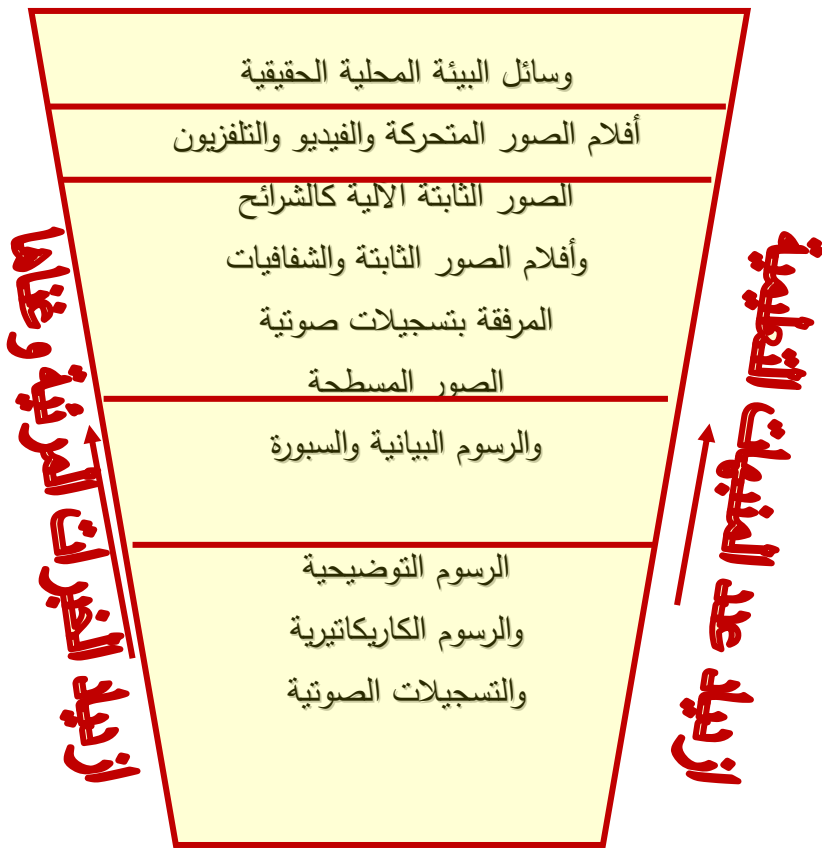 وسائل البيئة المحلية الحقيقية
أفلام الصور المتحركة والفيديو والتلفزيون
الصور الثابتة الآلية كالشرائح
وأفلام الصور الثابتة والشفافيات
المرفقة بتسجيلات صوتية
الصور المسطحة
والرسوم البيانية والسبورة
الرسوم التوضيحية
والرسوم الكاريكاتيرية
والتسجيلات الصوتية
ازدياد عدد المنبهات التعليمية
ازدياد الخبرات المرئية وغناها